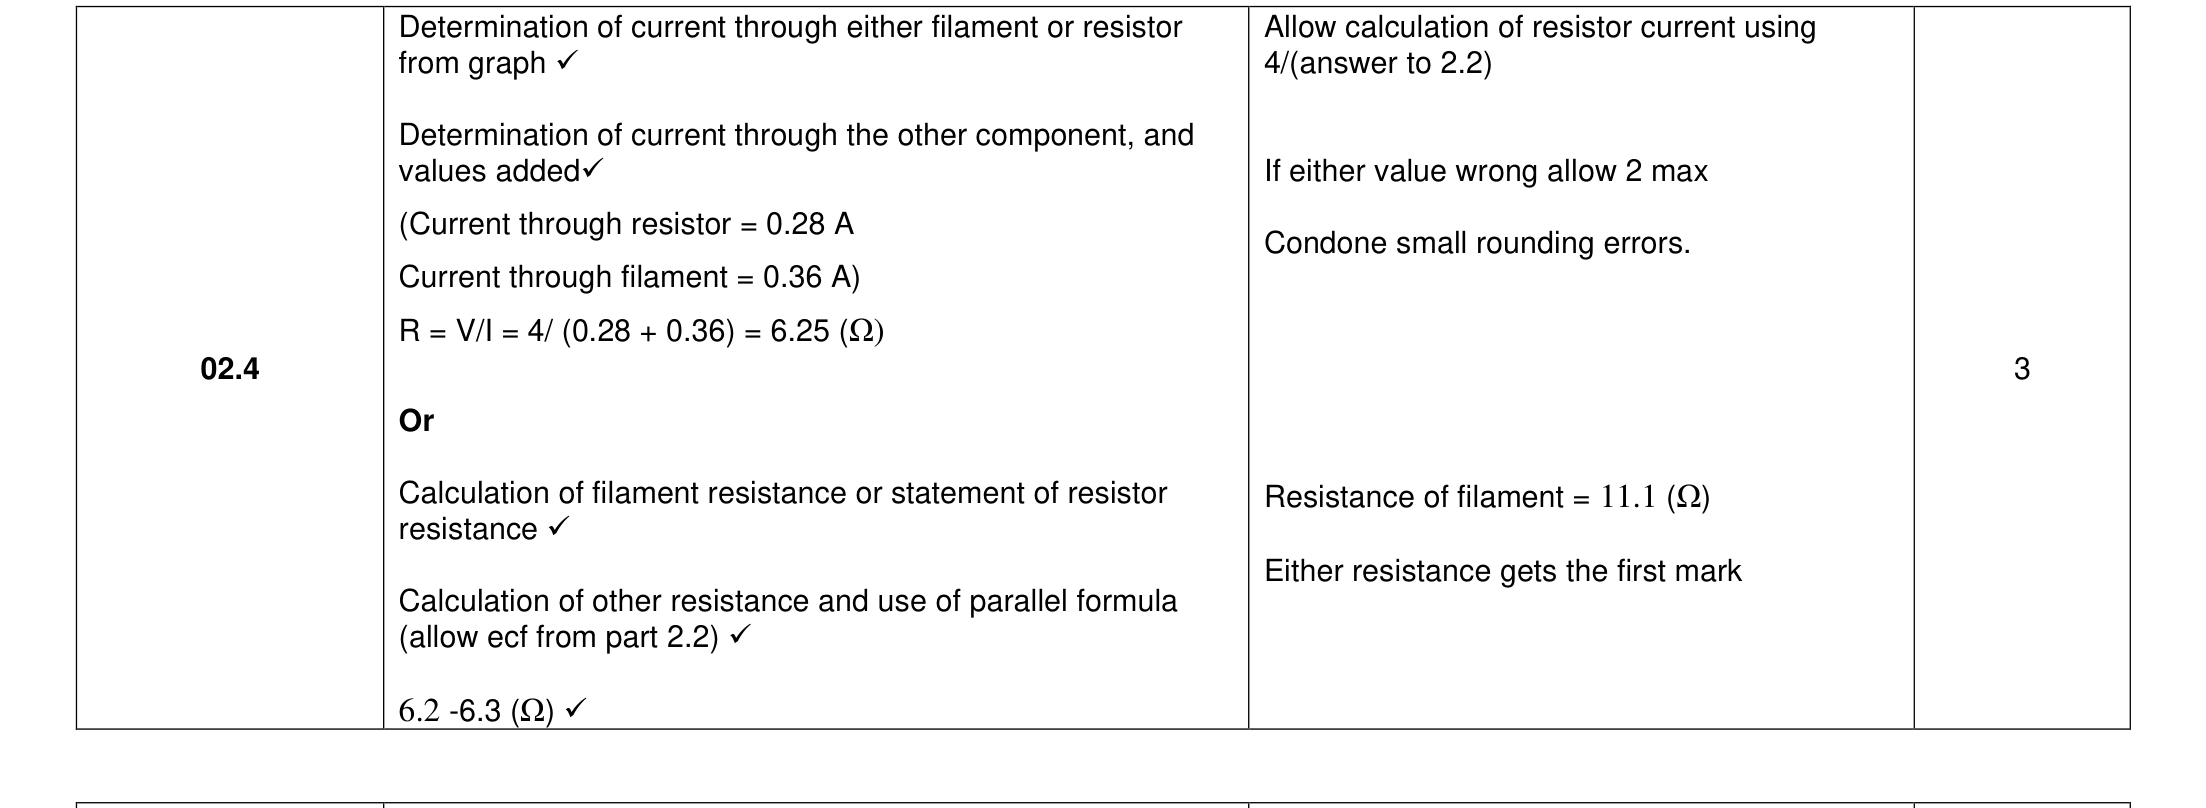 02.4
Determination of current through either filament or resistor
from graph ✓
Determination of current through the other component, and
values added✓
(Current through resistor = 0.28 A
Current through filament = 0.36 A)
R = V/I = 4/ (0.28 + 0.36) = 6.25 (Ω)
Or
Calculation of filament resistance or statement of resistor
resistance ✓
Calculation of other resistance and use of parallel formula
(allow ecf from part 2.2) ✓
6.2 -6.3 (Ω) ✓
Allow calculation of resistor current using
4/(answer to 2.2)
If either value wrong allow 2 max
Condone small rounding errors.
Resistance of filament = 11.1 (Ω)
Either resistance gets the first mark
3